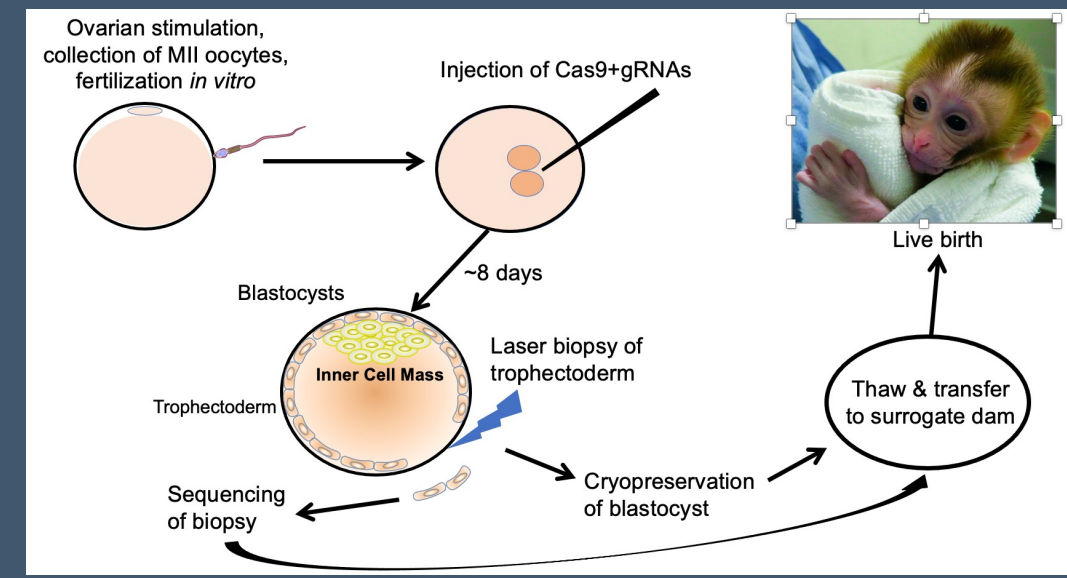 Ovarian stimulation,
collection of MII oocytes,
fertilization in vitro
Injection of Cas9+gRNAs
Live birth
~8 days
Blastocysts
Inner Cell Mass
Laser biopsy of
trophectoderm
Trophectoderm
Thaw & transfer
to surrogate dam
Cryopreservation
of blastocyst
Sequencing
of biopsy